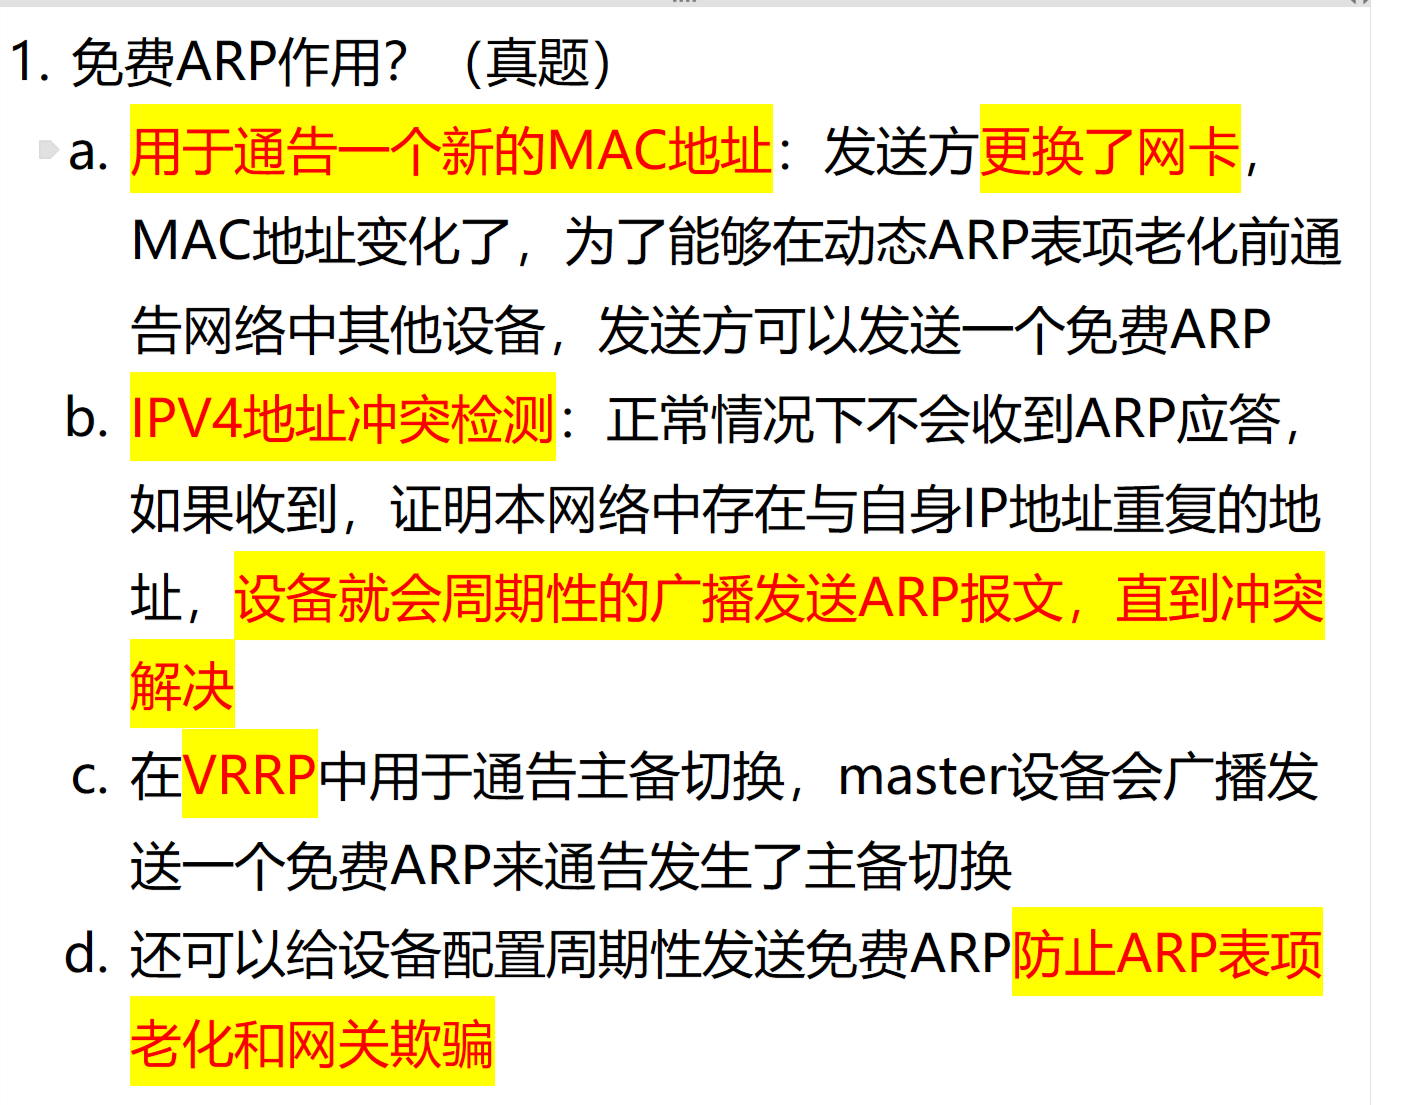 1. 免费ARP作用？（真题）
a. 用于通告一个新的MAC地址：发送方更换了网卡，
MAC地址变化了，为了能够在动态ARP表项老化前通
告网络中其他设备，发送方可以发送一个免费ARP
b. IPV4地址冲突检测：正常情况下不会收到ARP应答，
如果收到，证明本网络中存在与自身IP地址重复的地
址，设备就会周期性的广播发送ARP报文，直到冲突
解决
c. 在VRRP中用于通告主备切换，master设备会广播发
送一个免费ARP来通告发生了主备切换
d. 还可以给设备配置周期性发送免费ARP防止ARP表项
老化和网关欺骗